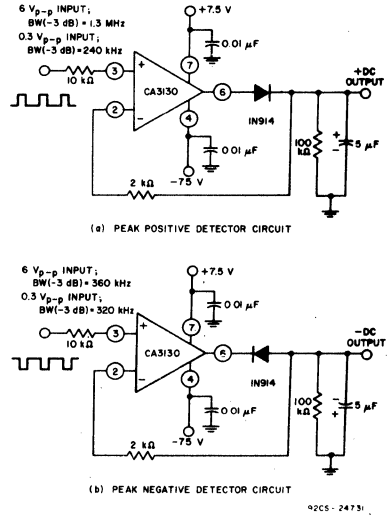 6 Vp-p INPUT;
BW(-3 dB) = 1.3 MHz
0.3 Vp-p INPUT;
BW(-3 dB) = 240 kHz
+7.5 V
0.01 μF
7
10 kΩ
3
+
CA3130
6
1N914
+DC
OUTPUT
2
-
4
0.01 μF
100
kΩ
+
-
5 μF
-75 V
2 kΩ
(a) PEAK POSITIVE DETECTOR CIRCUIT
6 Vp-p INPUT;
BW(-3 dB) = 360 kHz
0.3 Vp-p INPUT;
BW(-3 dB) = 320 kHz
+7.5 V
0.01 μF
7
10 kΩ
3
+
CA3130
6
1N914
-DC
OUTPUT
2
-
4
0.01 μF
100
kΩ
-
+
5 μF
-75 V
2 kΩ
(b) PEAK NEGATIVE DETECTOR CIRCUIT
92CS-24731